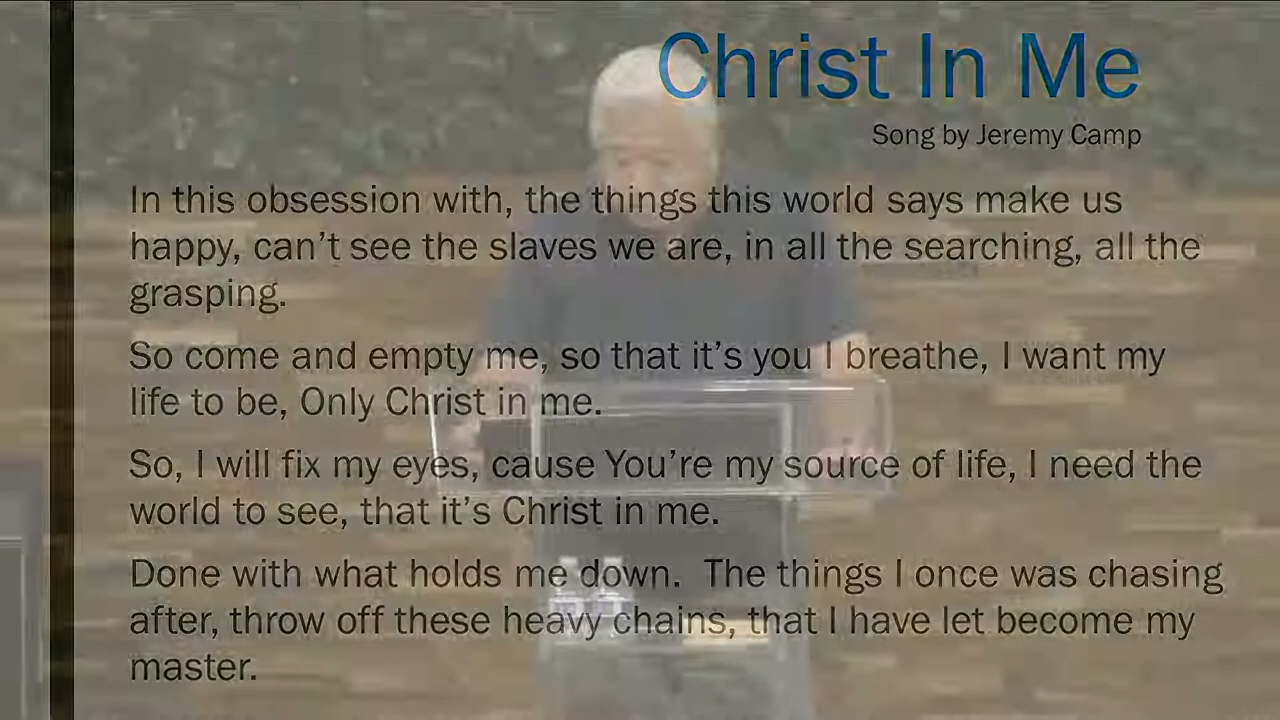 Christ In Me
Song by Jeremy Camp
In this obsession with, the things this world says make us
happy, can't see the slaves we are, in all the searching, all the
grasping.
So come and empty me, so that it's you I breathe, I want my
life to be, Only Christ in me.
So, I will fix my eyes, cause You're my source of life, I need the
world to see, that it's Christ in me.
Done with what holds me down.  The things I once was chasing
after, throw off these heavy chains, that I have let become my
master.